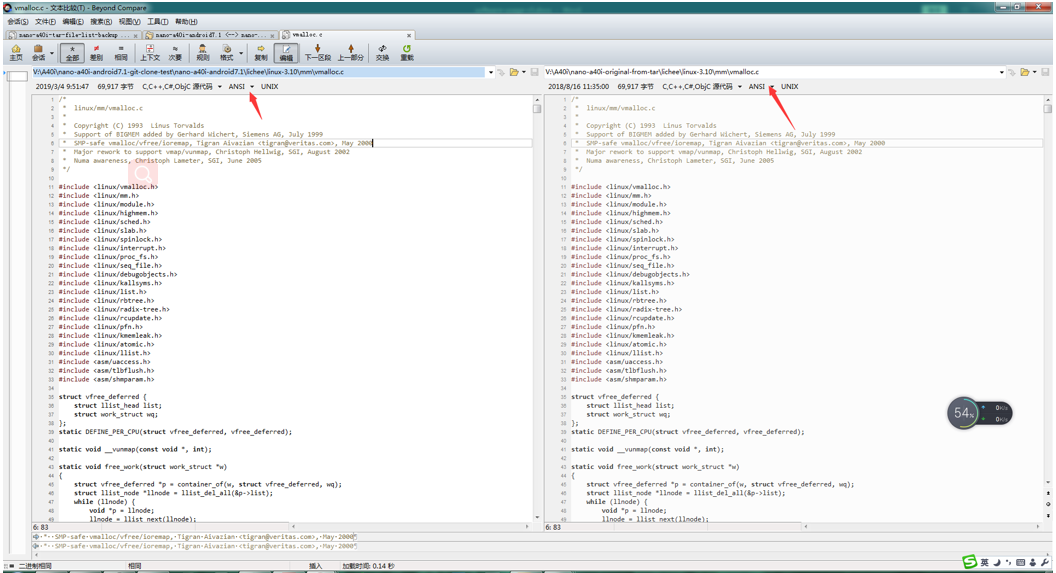 vmalloc.c - 文本比较(T) - Beyond Compare
会话(S) 文件(F) 编辑(E) 搜索(R) 视图(V) 工具(T) 帮助(H)
nano-a40i-tar-file-list-backup ... nano-a40i-android7.1 <--> nano-... vmalloc.c
主页 会话 全部 差别 相同 上下文 次要 规则 格式 复制 编辑 下一区段 上一部分 交换 重载
V:\A40i\nano-a40i-android7.1-git-clone-test\nano-a40i-android7.1\lichee\linux-3.10\mm\vmalloc.c
2019/3/4 9:51:47 69,917 字节 C,C++,C#,ObjC 源代码 ANSI UNIX
1 /*
2 * linux/mm/vmalloc.c
3 *
4 * Copyright (C) 1993 Linus Torvalds
5 * Support of BIGMEM added by Gerhard Wichert, Siemens AG, July 1999
6 * SMP-safe vmalloc/vfree/ioremap, Tigran Aivazian <tigran@veritas.com>, May 2000
7 * Major rework to support vmap/vunmap, Christoph Hellwig, SGI, August 2002
8 * Numa awareness, Christoph Lameter, SGI, June 2005
9 */
10
11 #include <linux/vmalloc.h>
12 #include <linux/mm.h>
13 #include <linux/module.h>
14 #include <linux/highmem.h>
15 #include <linux/sched.h>
16 #include <linux/slab.h>
17 #include <linux/spinlock.h>
18 #include <linux/interrupt.h>
19 #include <linux/proc_fs.h>
20 #include <linux/seq_file.h>
21 #include <linux/debugobjects.h>
22 #include <linux/kallsyms.h>
23 #include <linux/list.h>
24 #include <linux/rbtree.h>
25 #include <linux/radix-tree.h>
26 #include <linux/rcupdate.h>
27 #include <linux/pfn.h>
28 #include <linux/kmemleak.h>
29 #include <linux/atomic.h>
30 #include <linux/llist.h>
31 #include <asm/uaccess.h>
32 #include <asm/tlbflush.h>
33 #include <asm/shmparam.h>
34
35 struct vfree_deferred {
36 struct llist_head list;
37 struct work_struct wq;
38 };
39 static DEFINE_PER_CPU(struct vfree_deferred, vfree_deferred);
40
41 static void __vunmap(const void *, int);
42
43 static void free_work(struct work_struct *w)
44 {
45 struct vfree_deferred *p = container_of(w, struct vfree_deferred, wq);
46 struct llist_node *llnode = llist_del_all(&p->list);
47 while (llnode) {
48 void *p = llnode;
49 llnode = llist_next(llnode);
6: 83
V:\A40i\nano-a40i-original-from-tar\lichee\linux-3.10\mm\vmalloc.c
2018/8/16 11:35:00 69,917 字节 C,C++,C#,ObjC 源代码 ANSI UNIX
1 /*
2 * linux/mm/vmalloc.c
3 *
4 * Copyright (C) 1993 Linus Torvalds
5 * Support of BIGMEM added by Gerhard Wichert, Siemens AG, July 1999
6 * SMP-safe vmalloc/vfree/ioremap, Tigran Aivazian <tigran@veritas.com>, May 2000
7 * Major rework to support vmap/vunmap, Christoph Hellwig, SGI, August 2002
8 * Numa awareness, Christoph Lameter, SGI, June 2005
9 */
10
11 #include <linux/vmalloc.h>
12 #include <linux/mm.h>
13 #include <linux/module.h>
14 #include <linux/highmem.h>
15 #include <linux/sched.h>
16 #include <linux/slab.h>
17 #include <linux/spinlock.h>
18 #include <linux/interrupt.h>
19 #include <linux/proc_fs.h>
20 #include <linux/seq_file.h>
21 #include <linux/debugobjects.h>
22 #include <linux/kallsyms.h>
23 #include <linux/list.h>
24 #include <linux/rbtree.h>
25 #include <linux/radix-tree.h>
26 #include <linux/rcupdate.h>
27 #include <linux/pfn.h>
28 #include <linux/kmemleak.h>
29 #include <linux/atomic.h>
30 #include <linux/llist.h>
31 #include <asm/uaccess.h>
32 #include <asm/tlbflush.h>
33 #include <asm/shmparam.h>
34
35 struct vfree_deferred {
36 struct llist_head list;
37 struct work_struct wq;
38 };
39 static DEFINE_PER_CPU(struct vfree_deferred, vfree_deferred);
40
41 static void __vunmap(const void *, int);
42
43 static void free_work(struct work_struct *w)
44 {
45 struct vfree_deferred *p = container_of(w, struct vfree_deferred, wq);
46 struct llist_node *llnode = llist_del_all(&p->list);
47 while (llnode) {
48 void *p = llnode;
49 llnode = llist_next(llnode);
6: 83
54%
0K/s
0K/s
·*··SMP-safe·vmalloc/vfree/ioremap,·Tigran·Aivazian·<tigran@veritas.com>,·May·2000¶
·*··SMP-safe·vmalloc/vfree/ioremap,·Tigran·Aivazian·<tigran@veritas.com>,·May·2000¶
二进制相同 相同 插入 加载时间: 0.14 秒
S 英